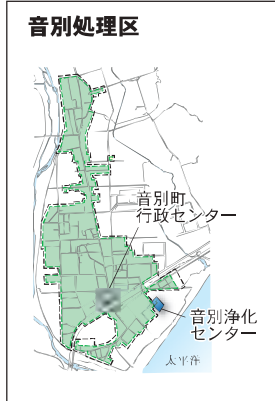 音別処理区
音別町
行政センター
音別浄化
センター
太平洋